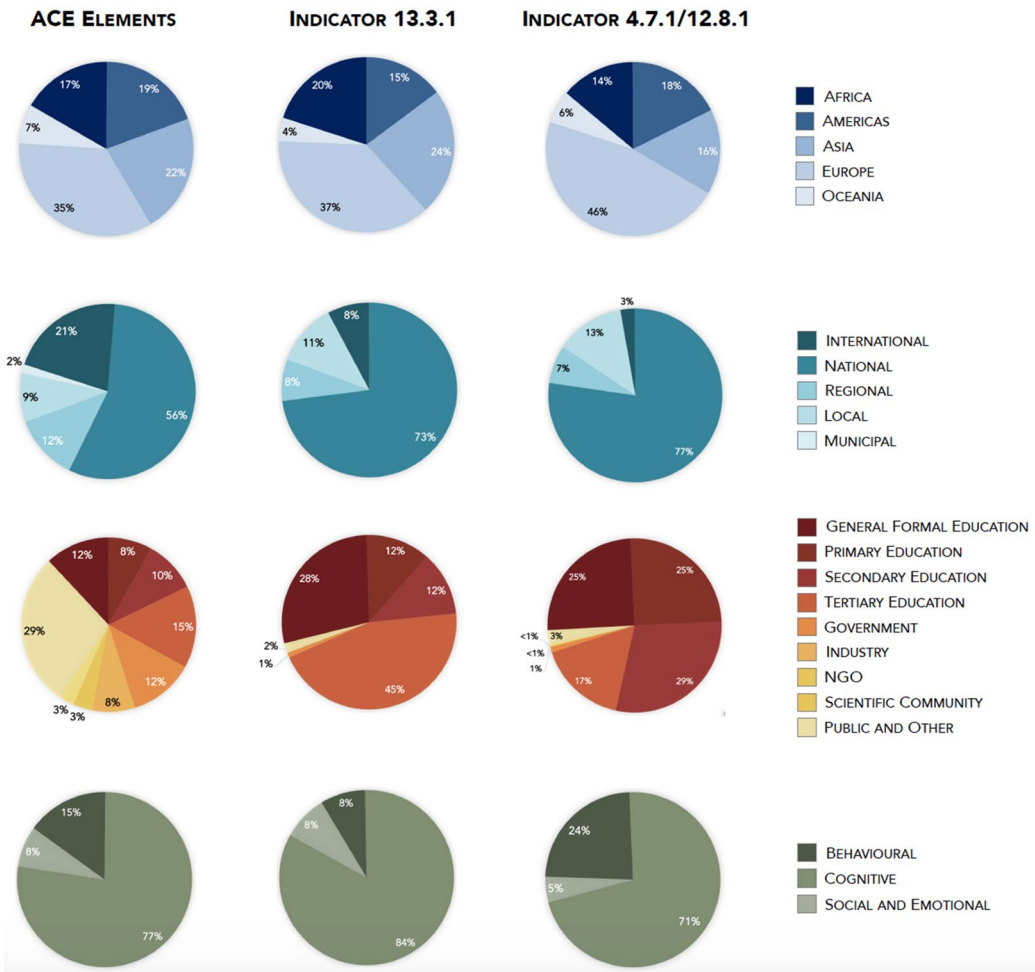 ACE ELEMENTS
INDICATOR 13.3.1
INDICATOR 4.7.1/12.8.1
17%
19%
7%
22%
35%
20%
15%
4%
24%
37%
14%
18%
6%
16%
46%
AFRICA
AMERICAS
ASIA
EUROPE
OCEANIA
21%
2%
9%
12%
56%
8%
11%
8%
73%
3%
13%
7%
77%
INTERNATIONAL
NATIONAL
REGIONAL
LOCAL
MUNICIPAL
12%
8%
10%
29%
15%
12%
8%
3%
3%
28%
12%
12%
2%
1%
45%
25%
25%
<1%
3%
<1%
1%
17%
29%
GENERAL FORMAL EDUCATION
PRIMARY EDUCATION
SECONDARY EDUCATION
TERTIARY EDUCATION
GOVERNMENT
INDUSTRY
NGO
SCIENTIFIC COMMUNITY
PUBLIC AND OTHER
15%
8%
77%
8%
8%
84%
24%
5%
71%
BEHAVIOURAL
COGNITIVE
SOCIAL AND EMOTIONAL